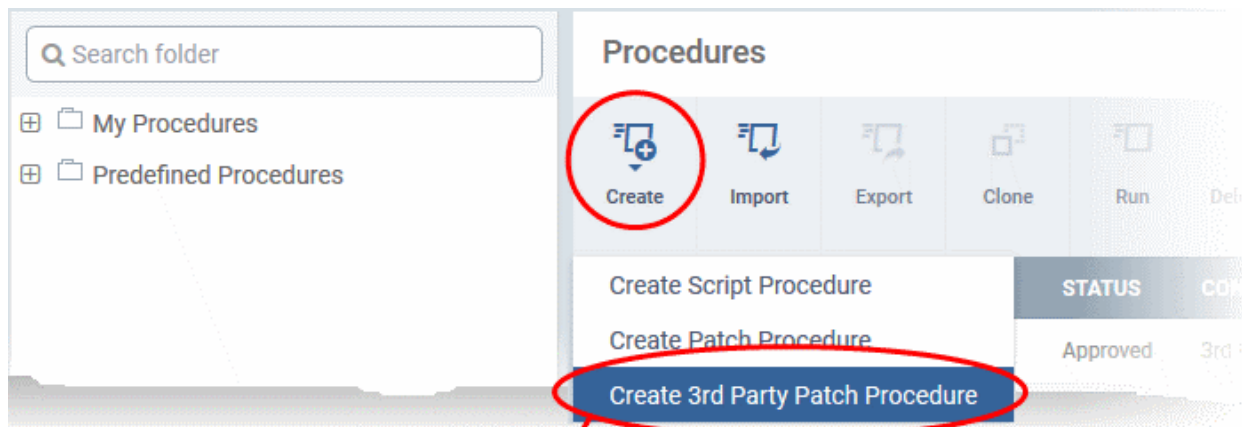 Search folder
My Procedures
Predefined Procedures
Procedures
Create Import Export Clone Run
Create Script Procedure
Create Patch Procedure
Create 3rd Party Patch Procedure
STATUS
Approved 3rd